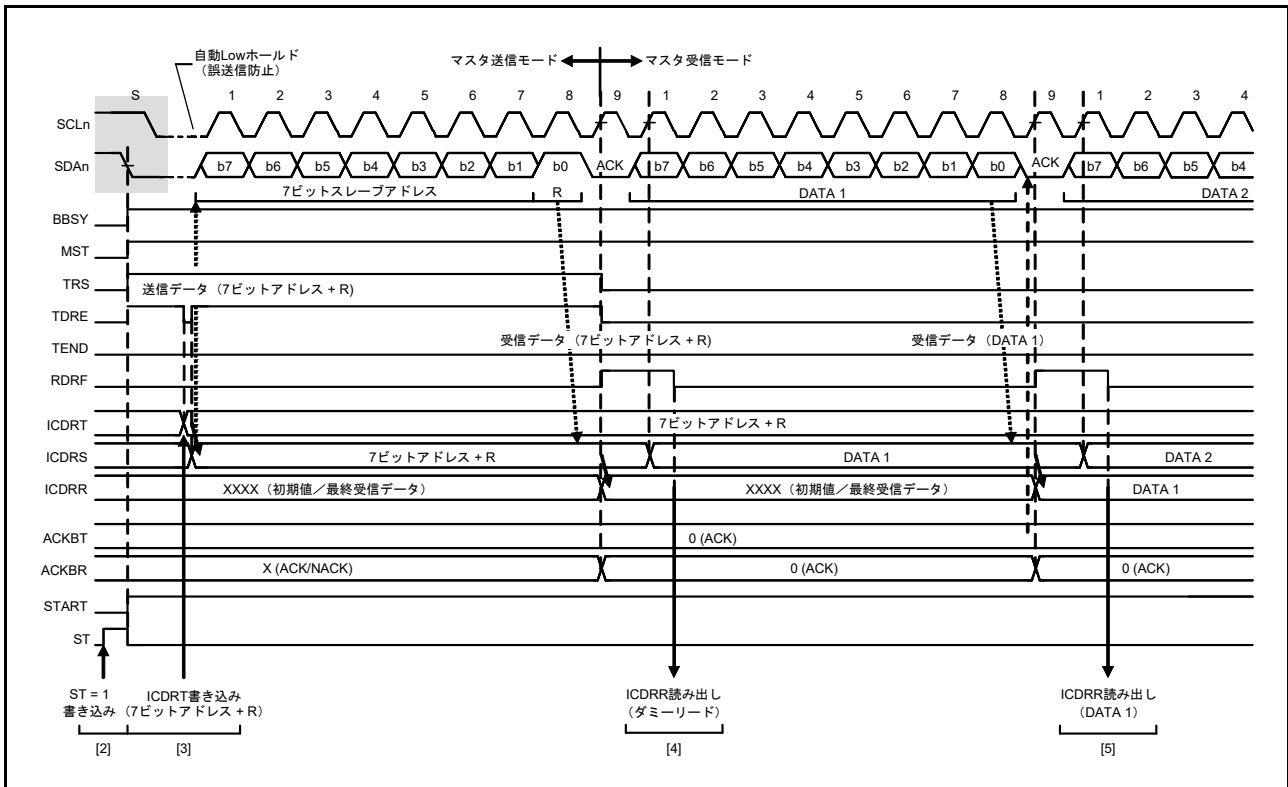 自動Lowホールド
(誤送信防止)
マスタ送信モード
マスタ受信モード
S 1 2 3 4 5 6 7 8 9 1 2 3 4 5 6 7 8 9 1 2 3 4
SCLn
SDAn b7 b6 b5 b4 b3 b2 b1 b0 ACK b7 b6 b5 b4 b3 b2 b1 b0 ACK b7 b6 b5 b4
7ビットスレーブアドレス R DATA 1 DATA 2
BBSY
MST
TRS
送信データ (7ビットアドレス + R)
TDRE
受信データ (7ビットアドレス + R) 受信データ (DATA 1)
TEND
RDRF
ICDRT 7ビットアドレス + R
ICDRS 7ビットアドレス + R DATA 1 DATA 2
ICDRR XXXX (初期値/最終受信データ) XXXX (初期値/最終受信データ) DATA 1
ACKBT 0 (ACK)
ACKBR X (ACK/NACK) 0 (ACK) 0 (ACK)
START
ST
ST = 1 ICDRT書き込み ICDRR読み出し ICDRR読み出し
書き込み (7ビットアドレス + R) (ダミーリード) (DATA 1)
[2] [3] [4] [5]